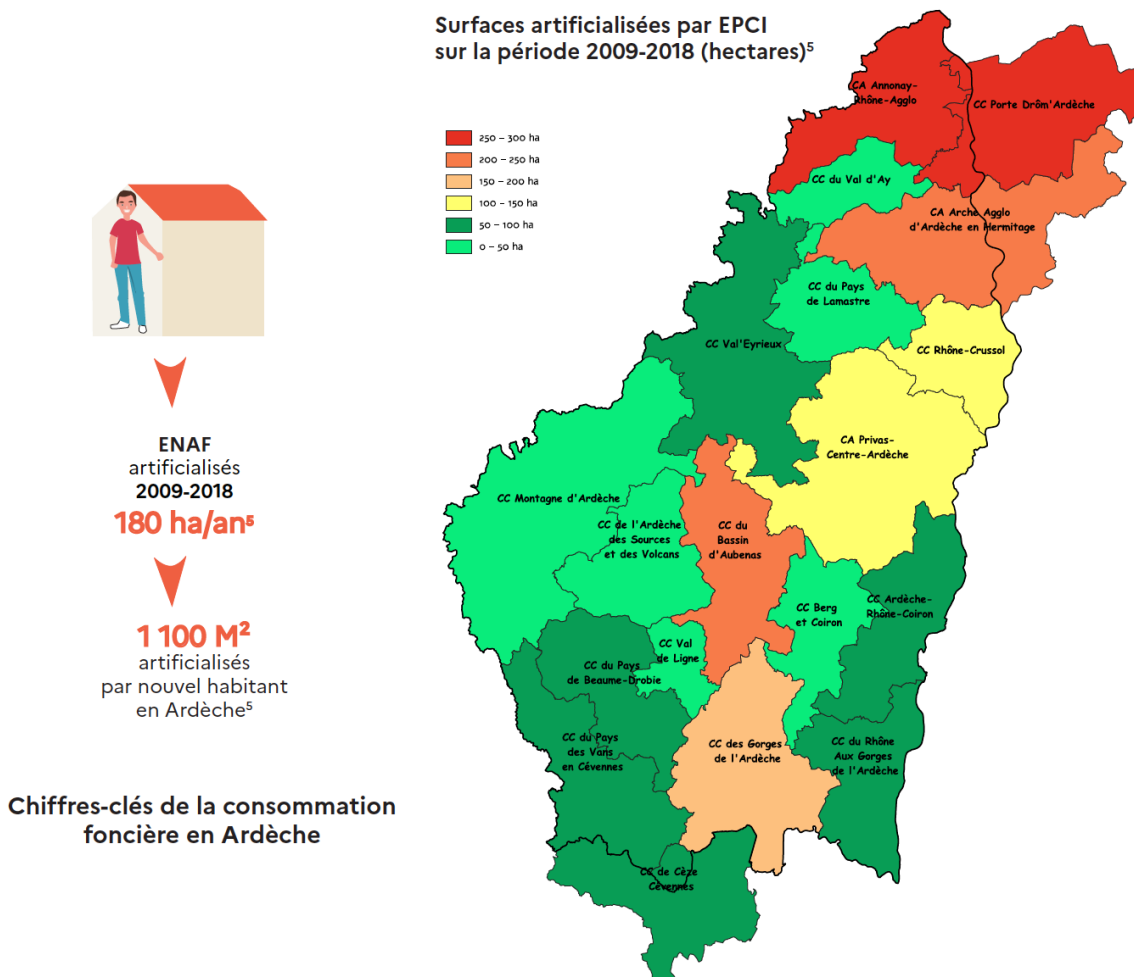 Surfaces artificialisées par EPCI
sur la période 2009-2018 (hectares)⁵
250 – 300 ha
200 – 250 ha
150 – 200 ha
100 – 150 ha
50 – 100 ha
0 – 50 ha
CA Annonay-
Rhône-Agglo
CC Porte Drôm'Ardèche
CC du Val d'Ay
CA Arche Agglo
d'Ardèche en Hermitage
CC du Pays
de Lamastre
CC Val'Eyrieux
CC Rhône-Crussol
CA Privas-
Centre-Ardèche
CC Montagne d'Ardèche
CC de l'Ardèche
des Sources
et des Volcans
CC du
Bassin
d'Aubenas
CC Berg
et Coiron
CC Ardèche-
Rhône-Coiron
CC Val
de Ligne
CC du Pays
de Beaume-Drobie
CC du Pays
des Vans
en Cévennes
CC des Gorges
de l'Ardèche
CC du Rhône
Aux Gorges
de l'Ardèche
CC de Cèze
Cévennes
ENAF
artificialisés
2009-2018
180 ha/an⁵
1 100 M²
artificialisés
par nouvel habitant
en Ardèche⁵
Chiffres-clés de la consommation
foncière en Ardèche